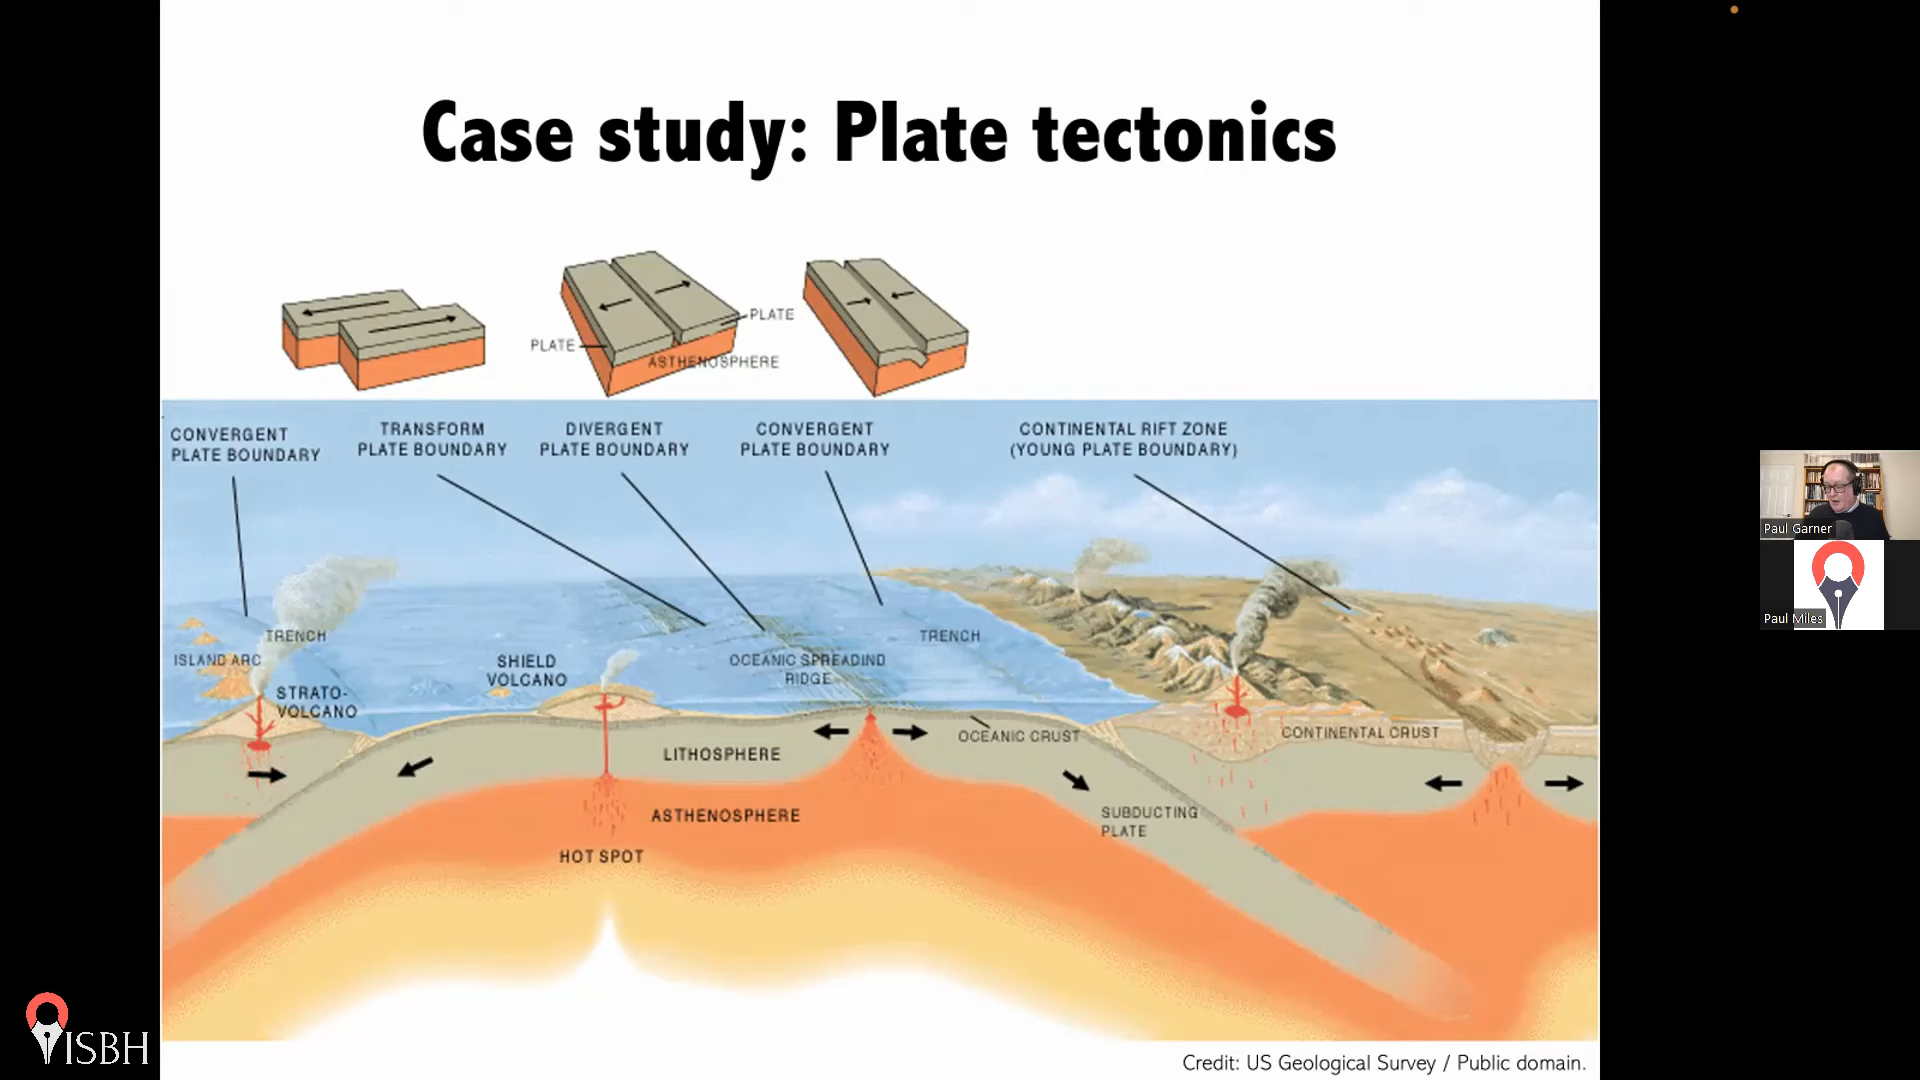 Case study: Plate tectonics
PLATE
PLATE
ASTHENOSPHERE
CONVERGENT
PLATE BOUNDARY
TRANSFORM
PLATE BOUNDARY
DIVERGENT
PLATE BOUNDARY
CONVERGENT
PLATE BOUNDARY
CONTINENTAL RIFT ZONE
(YOUNG PLATE BOUNDARY)
TRENCH
ISLAND ARC
STRATO-
VOLCANO
SHIELD
VOLCANO
OCEANIC SPREADIND
RIDGE
TRENCH
LITHOSPHERE
OCEANIC CRUST
CONTINENTAL CRUST
ASTHENOSPHERE
SUBDUCTING
PLATE
HOT SPOT
Credit: US Geological Survey / Public domain.
Paul Garner
Paul Miles
ISBH